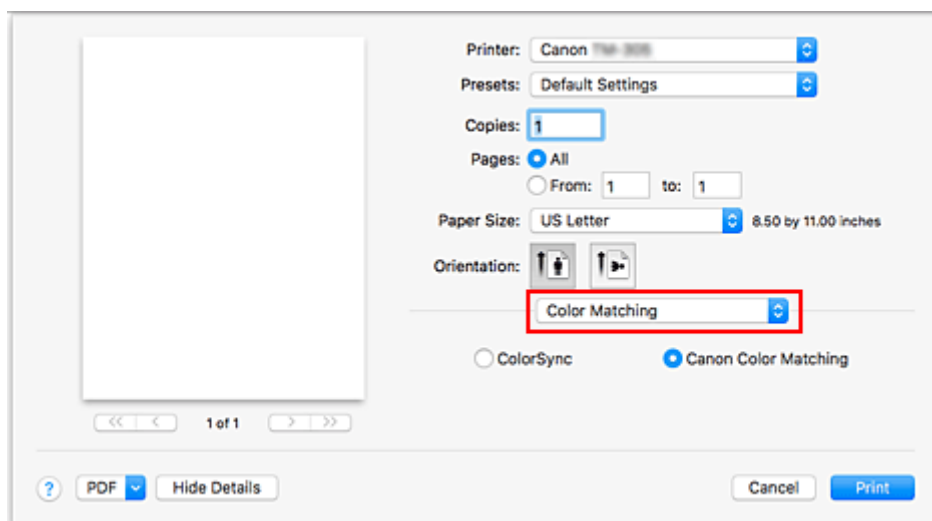 Printer: Canon
Presets: Default Settings
Copies: 1
Pages: All
From: 1 to: 1
Paper Size: US Letter 8.50 by 11.00 inches
Orientation:
Color Matching
ColorSync Canon Color Matching
<< < 1 of 1 > >>
? PDF Hide Details Cancel Print